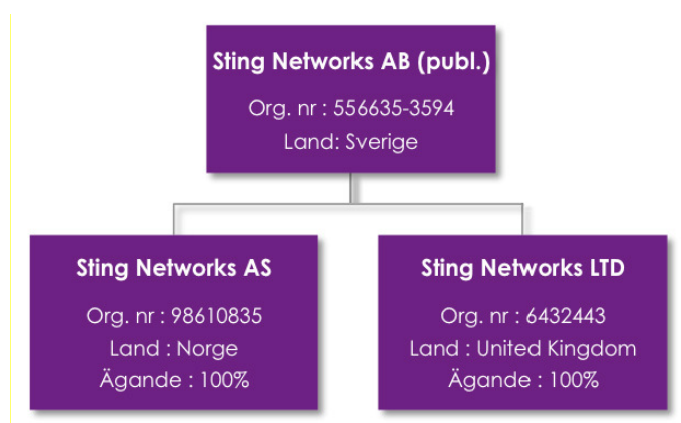 Sting Networks AB (publ.)
Org. nr : 556635-3594
Land: Sverige
Sting Networks AS
Org. nr : 98610835
Land : Norge
Ägande : 100%
Sting Networks LTD
Org. nr : 6432443
Land : United Kingdom
Ägande : 100%